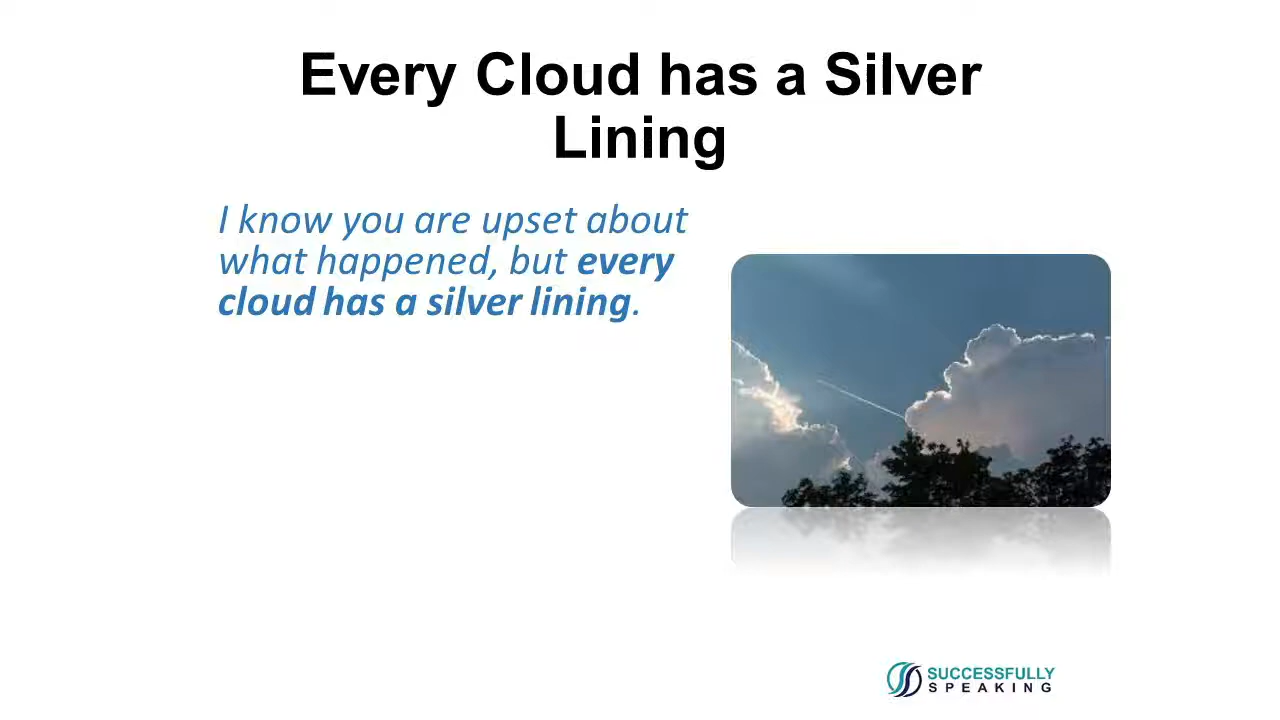 Every Cloud has a Silver
Lining
I know you are upset about
what happened, but every
cloud has a silver lining.
SUCCESSFULLY
SPEAKING